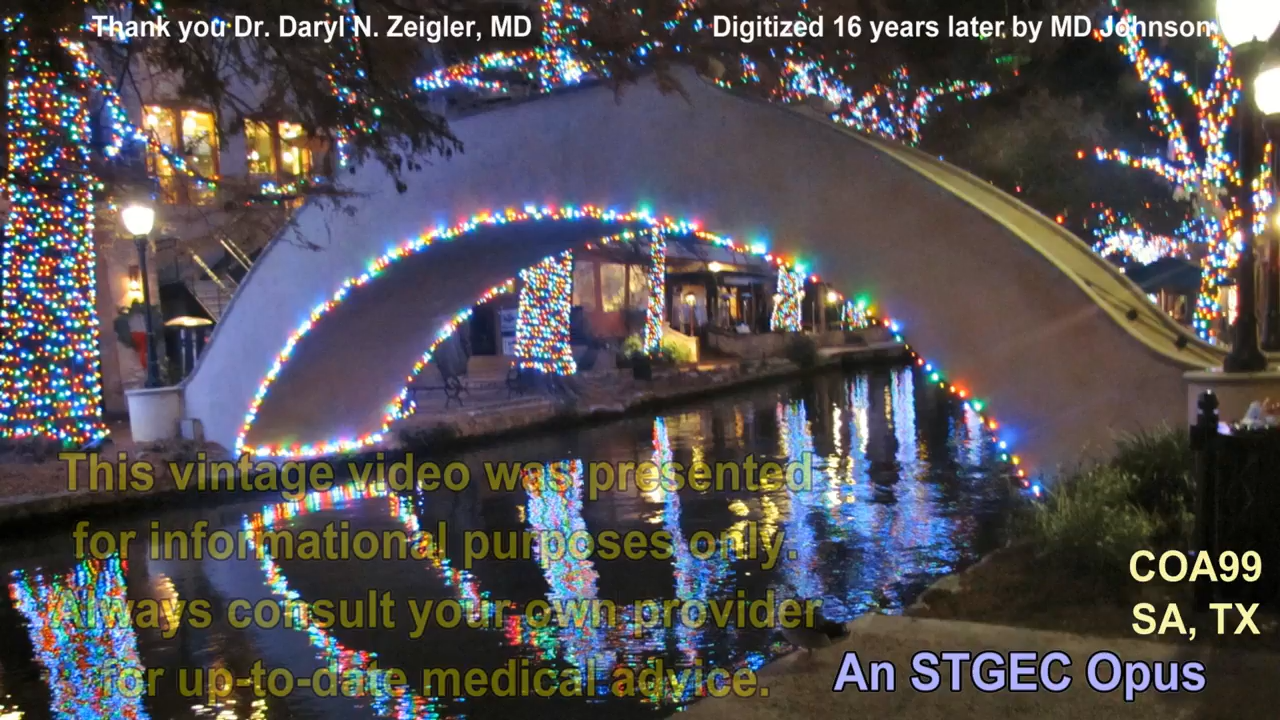 Thank you Dr. Daryl N. Zeigler, MD
Digitized 16 years later by MD Johnson
This vintage video was presented
for informational purposes only.
Always consult your own provider
for up-to-date medical advice.
COA99
SA, TX
An STGEC Opus